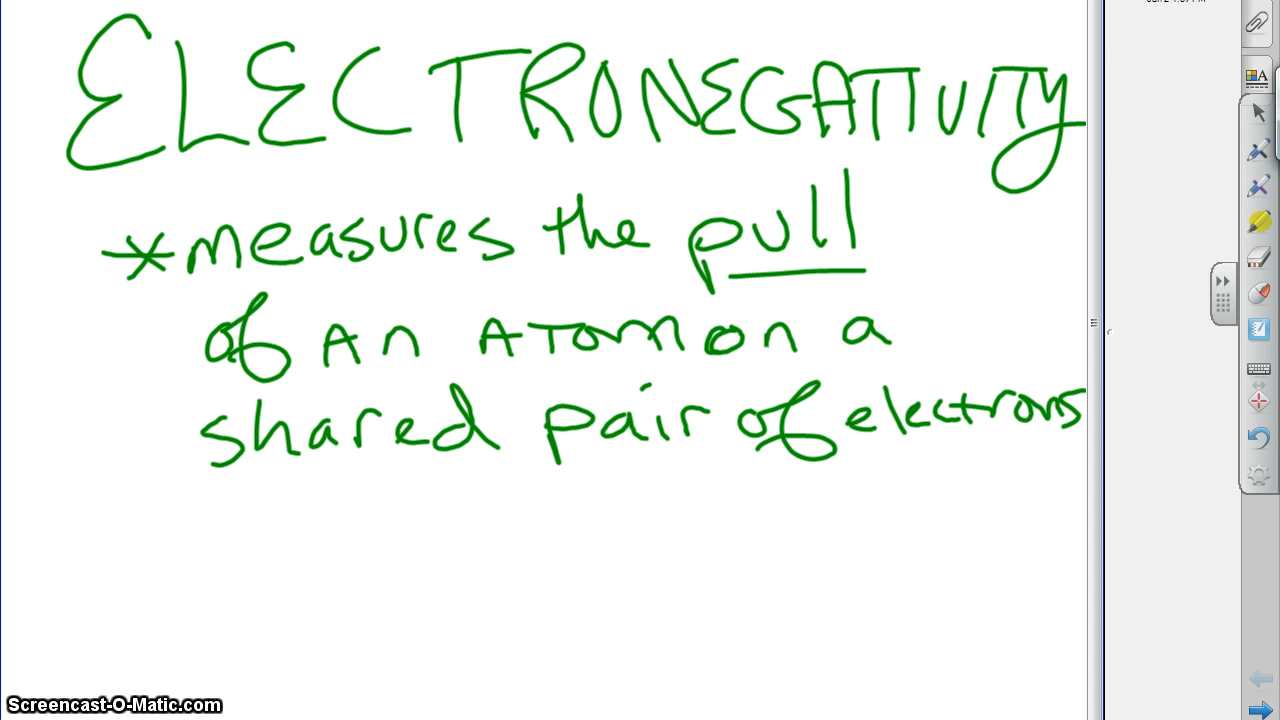 ELECTRONEGATIVITY
*measures the pull
of An ATOM on a
shared pair of electrons
Screencast-O-Matic.com